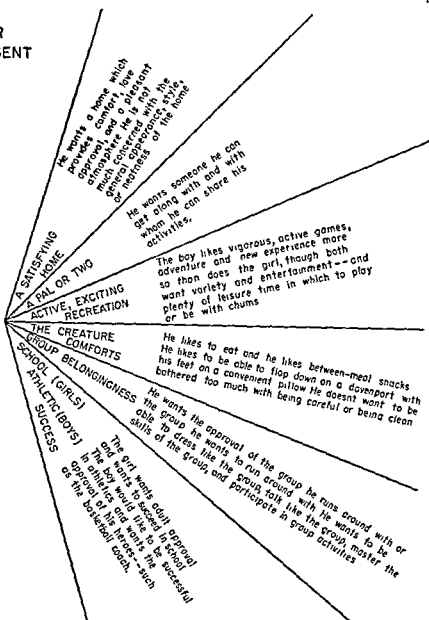 R
SENT
A SATISFYING
HOME
He wants a home which
provides comfort, love
approval, and a pleasant
atmosphere He is not
much concerned with the
general appearance, style,
or neatness of the home
A PAL OR TWO
He wants someone he can
get along with and with
whom he can share his
activities.
ACTIVE, EXCITING
RECREATION
The boy likes vigorous, active games,
adventure and new experience more
so than does the girl, though both
want variety and entertainment--and
plenty of leisure time in which to play
or be with chums
THE CREATURE
COMFORTS
He likes to eat and he likes between-meal snacks
He likes to be able to flop down on a davenport with
his feet on a convenient pillow He doesnt want to be
bothered too much with being careful or being clean
GROUP BELONGINGNESS
He wants the approval of the group he runs around with or
the group he wants to run around with He wants to be
able to dress like the group, talk like the group, master the
skills of the group, and participate in group activities
SCHOOL (GIRLS)
ATHLETIC (BOYS)
SUCCESS
The girl wants adult approval
and wants to succeed in school
The boy would like to be successful
in athletics and wants the
approval of his heroes--such
as the basketball coach.